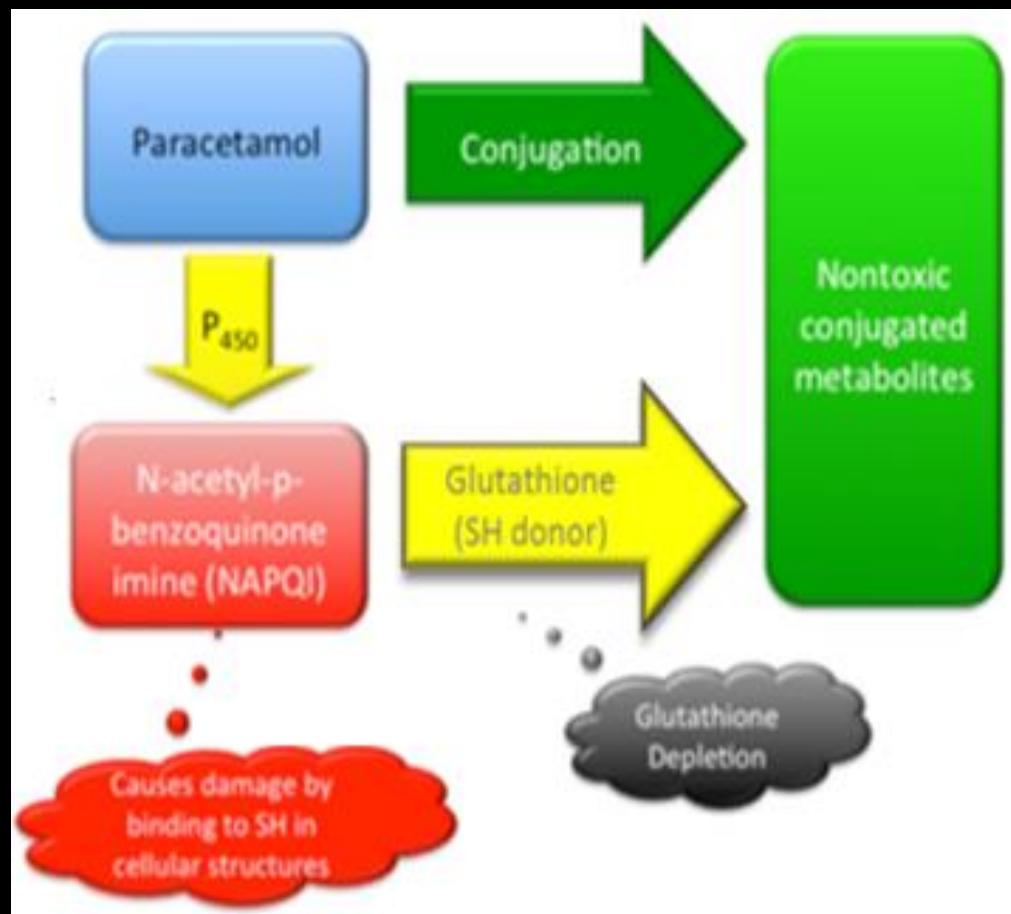 Paracetamol
Conjugation
Nontoxic
conjugated
metabolites
P450
N-acetyl-p-
benzoquinone
imine (NAPQI)
Glutathione
(SH donor)
Glutathione
Depletion
Causes damage by
binding to SH in
cellular structures